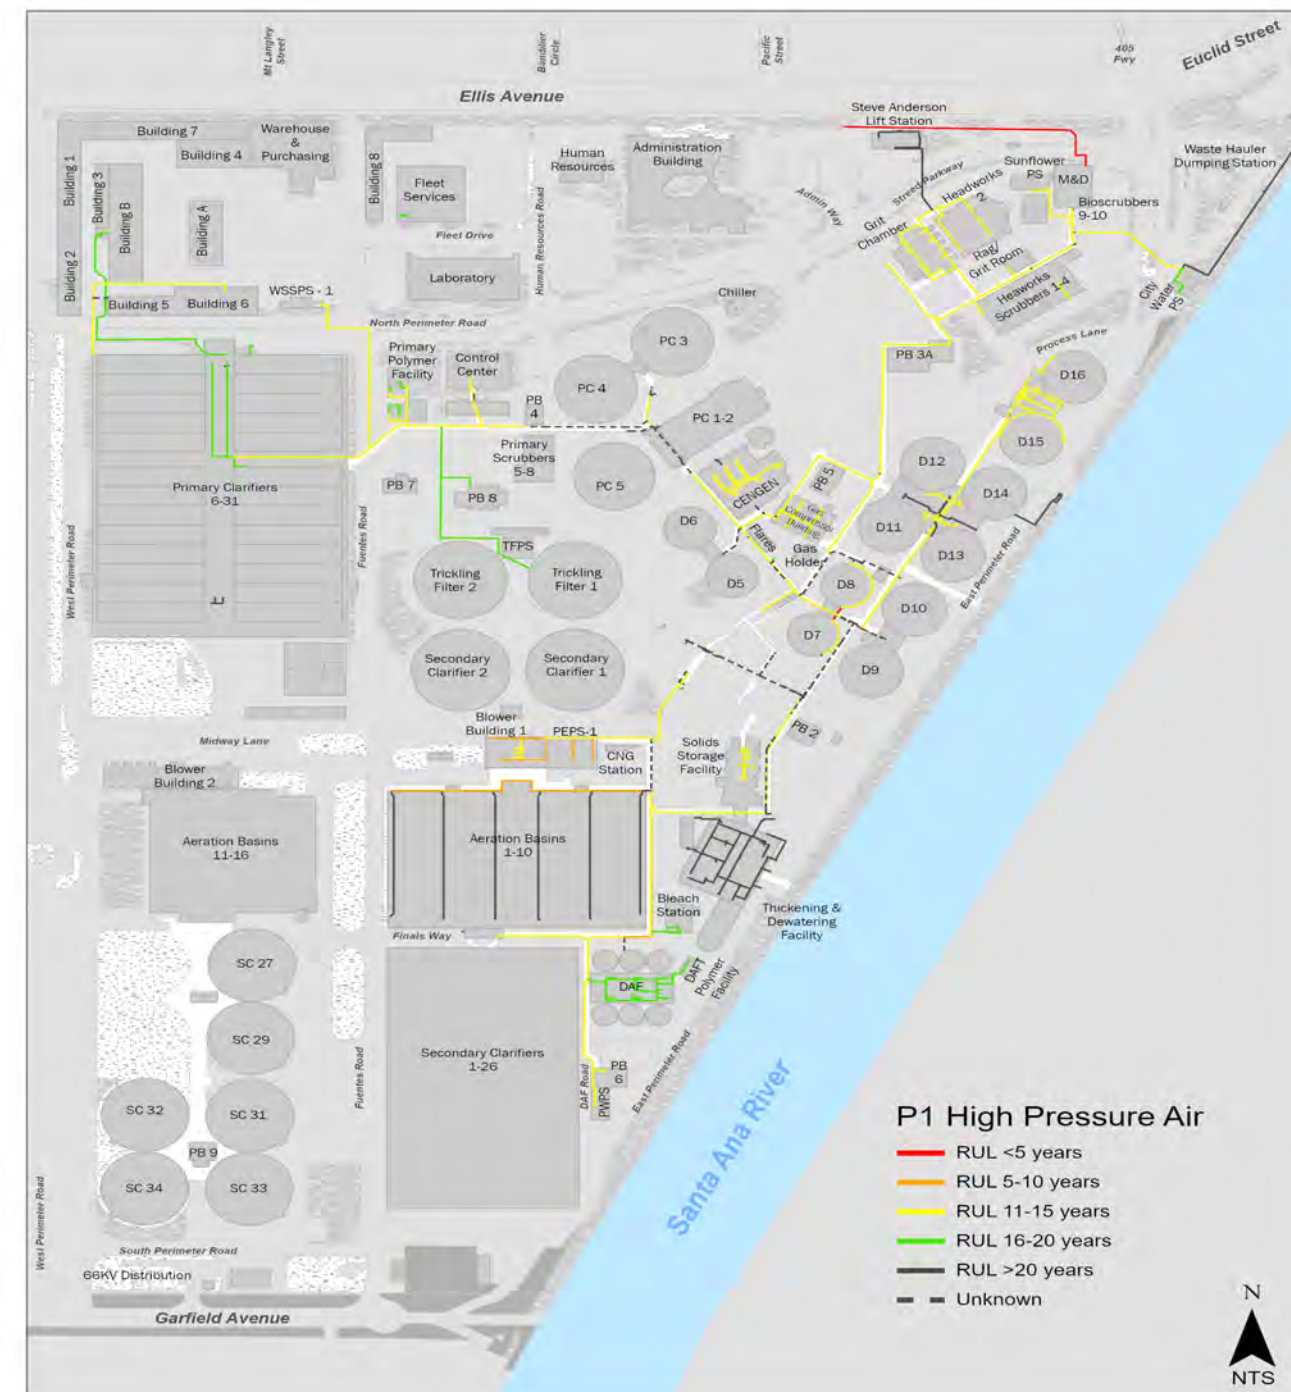 Mt Langley
Street
Bandilier
Circle
Pacific
Street
405
Fwy
Euclid Street
Ellis Avenue
Steve Anderson
Lift Station
Building 7
Warehouse
&
Purchasing
Building 4
Building 1
Building 3
Building B
Building A
Building 2
Building 8
Fleet
Services
Fleet Drive
Human
Resources
Human Resources Road
Administration
Building
Admin Way
Street Parkway
Headworks
2
Sunflower
PS
M&D
Waste Hauler
Dumping Station
Bioscrubbers
9-10
Grit
Chamber
Rag/
Grit Room
Heaworks
Scrubbers 1-4
City
Water
PS
Laboratory
Building 5
Building 6
WSSPS - 1
Chiller
North Perimeter Road
Primary
Polymer
Facility
Control
Center
PB
4
PC 3
PC 4
PC 1-2
PB 3A
Process Lane
D16
D15
Primary
Scrubbers
5-8
PC 5
CENGEN
PB 5
D12
D14
Primary Clarifiers
6-31
PB 7
PB 8
Gas
Compressor
Building
D6
D11
D13
Flares
Gas
Holder
West Perimeter Road
Fuentes Road
TFPS
Trickling
Filter 2
Trickling
Filter 1
D5
D8
D10
East Perimeter Road
D7
D9
Secondary
Clarifier 2
Secondary
Clarifier 1
Blower
Building 1
PEPS-1
CNG
Station
Solids
Storage
Facility
PB 2
Midway Lane
Blower
Building 2
Aeration Basins
11-16
Aeration Basins
1-10
Bleach
Station
Thickening &
Dewatering
Facility
Finals Way
SC 27
DAF
DAFT
Polymer
Facility
SC 29
Secondary Clarifiers
1-26
Fuentes Road
DAF Road
PB
6
PWPS
East Perimeter Road
SC 32
SC 31
PB 9
SC 34
SC 33
West Perimeter Road
Santa Ana River
South Perimeter Road
66KV Distribution
Garfield Avenue
P1 High Pressure Air
RUL <5 years
RUL 5-10 years
RUL 11-15 years
RUL 16-20 years
RUL >20 years
Unknown
N
NTS